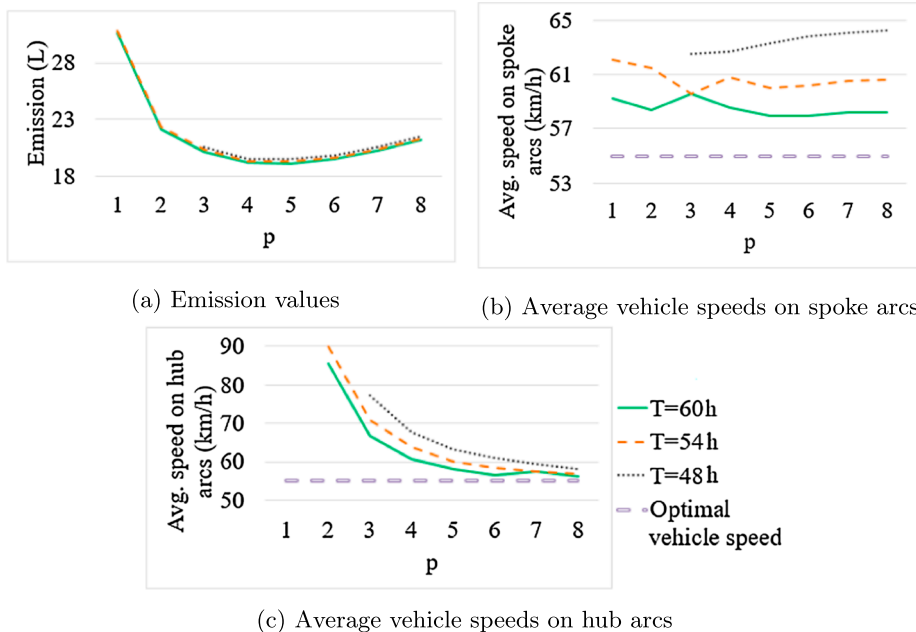 Emission (L)
28
23
18
1 2 3 4 5 6 7 8
p
(a) Emission values
Avg. speed on spoke
arcs (km/h)
65
61
57
53
1 2 3 4 5 6 7 8
p
(b) Average vehicle speeds on spoke arcs
Avg. speed on hub
arcs (km/h)
90
80
70
60
50
1 2 3 4 5 6 7 8
p
T=60h
T=54h
T=48h
Optimal
vehicle speed
(c) Average vehicle speeds on hub arcs